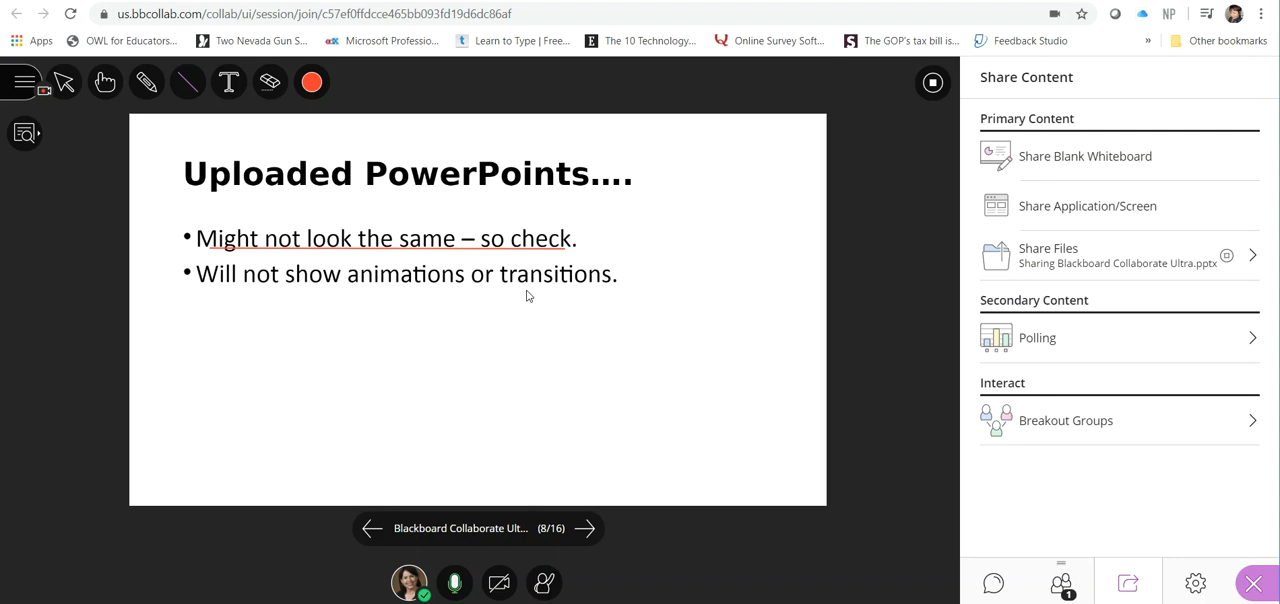 us.bbcollab.com/collab/ui/session/join/c57ef0ffdcce465bb093fd19d6dc86af
NP
Apps
OWL for Educators...
Two Nevada Gun S...
edX
Microsoft Professio...
t
Learn to Type | Free...
E
The 10 Technology...
Online Survey Soft...
S
The GOP's tax bill is...
Feedback Studio
»
Other bookmarks
T
Share Content
Uploaded PowerPoints....
• Might not look the same – so check.
• Will not show animations or transitions.
Primary Content
Share Blank Whiteboard
Share Application/Screen
Share Files
Sharing Blackboard Collaborate Ultra.pptx
Secondary Content
Polling
Interact
Breakout Groups
Blackboard Collaborate Ult... (8/16)
1